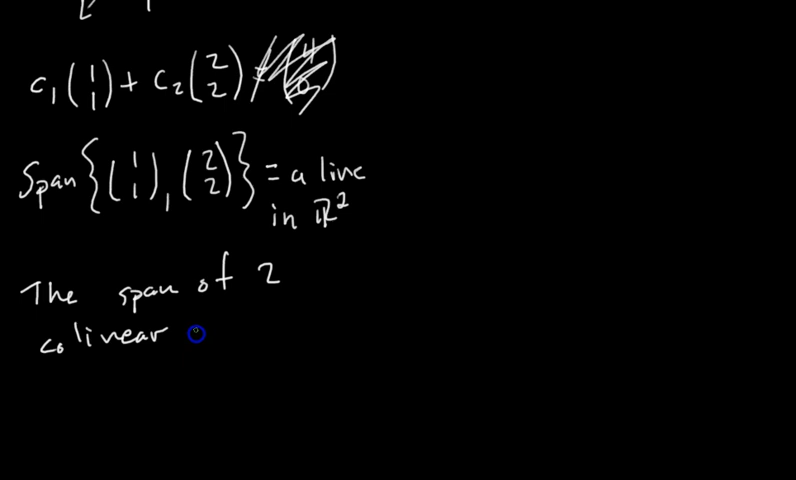 c₁(1 1) + c₂(2 2)
Span{(1 1), (2 2)} = a line
in ℝ²
The span of 2
colinear